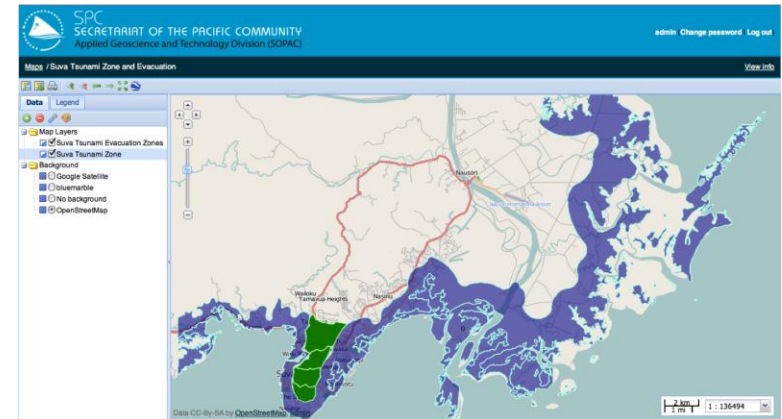 SPC
SECRETARIAT OF THE PACIFIC COMMUNITY
Applied Geoscience and Technology Division (SOPAC)
admin (Change password | Log out)
Maps / Suva Tsunami Zone and Evacuation
View info
Data
Legend
Map Layers
Suva Tsunami Evacuation Zones
Suva Tsunami Zone
Background
Google Satellite
bluemarble
No background
OpenStreetMap
Nausori
Tamavua Heights
Nasinu
Data CC-By-SA by OpenStreetMap
2 km
1 mi
1 : 136494